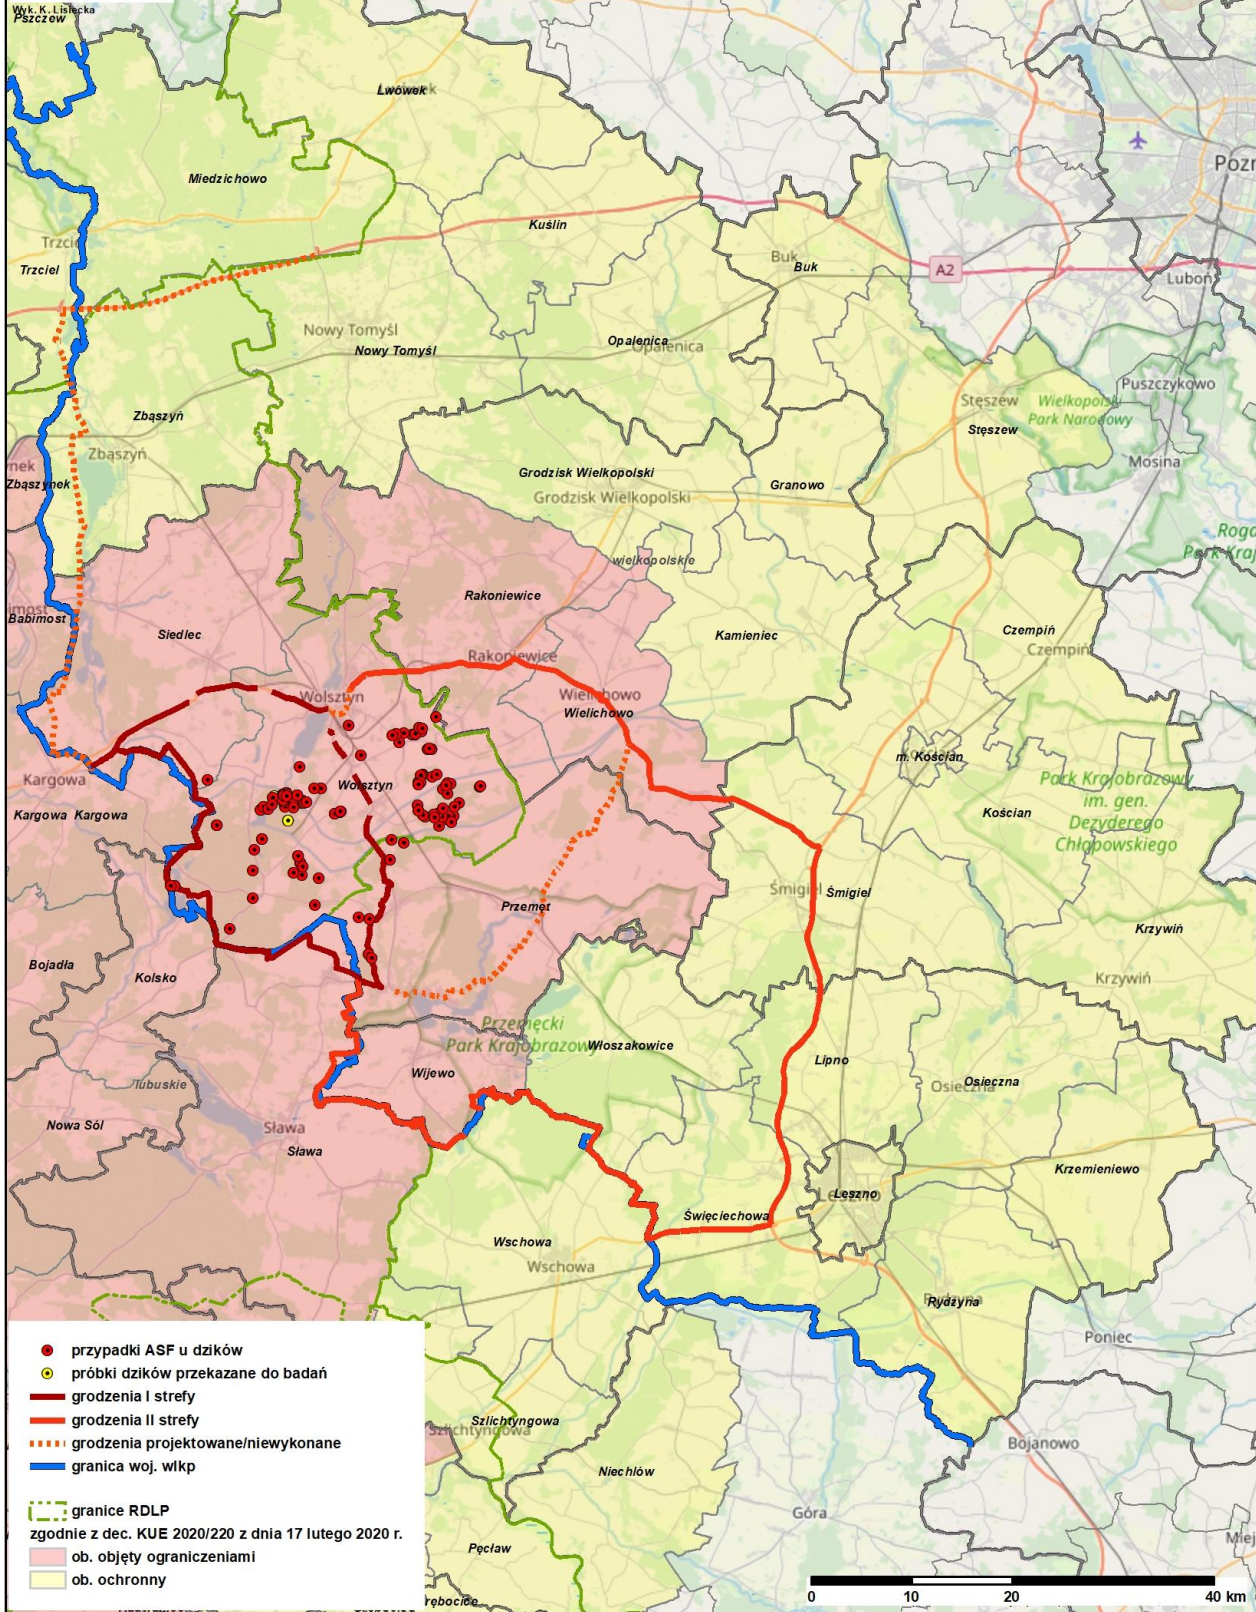 Wyk. K. Lisiecka
Pszczew
Lwówek
Miedzichowo
Poz
Kuślin
Trzciel
Buk
Buk
A2
Luboń
Nowy Tomyśl
Nowy Tomyśl
Opalenica
Opalenica
Puszczykowo
Stęszew
Wielkopolski
Park Narodowy
Zbąszyń
Stęszew
Zbąszyń
Mosina
Zbąszynek
Grodzisk Wielkopolski
Granowo
Grodzisk Wielkopolski
wielkopolskie
Rakoniewice
Babimost
Siedlec
Kamieniec
Czempiń
Czempiń
Rakoniewice
Wolsztyn
Wielichowo
Wielichowo
m. Kościan
Kargowa
Wolsztyn
Park Krajobrazowy
im. gen.
Dezyderego
Chłapowskiego
Kargowa
Kargowa
Kościan
Śmigiel
Śmigiel
Przemęt
Krzywiń
Bojadła
Kolsko
Krzywiń
Przemęcki
Park Krajobrazowy
Włoszakowice
Lipno
Wijewo
Osieczna
Osieczna
lubuskie
Nowa Sól
Sława
Sława
Krzemieniewo
Leszno
Święciechowa
Wschowa
Wschowa
Rydzyna
Poniec
przypadki ASF u dzików
próbki dzików przekazane do badań
grodzenia I strefy
grodzenia II strefy
grodzenia projektowane/niewykonane
granica woj. wlkp
granice RDLP
zgodnie z dec. KUE 2020/220 z dnia 17 lutego 2020 r.
ob. objęty ograniczeniami
ob. ochronny
Szlichtyngowa
Szlichtyngowa
Bojanowo
Niechlów
Góra
Miej
Pęcław
0 10 20 40 km